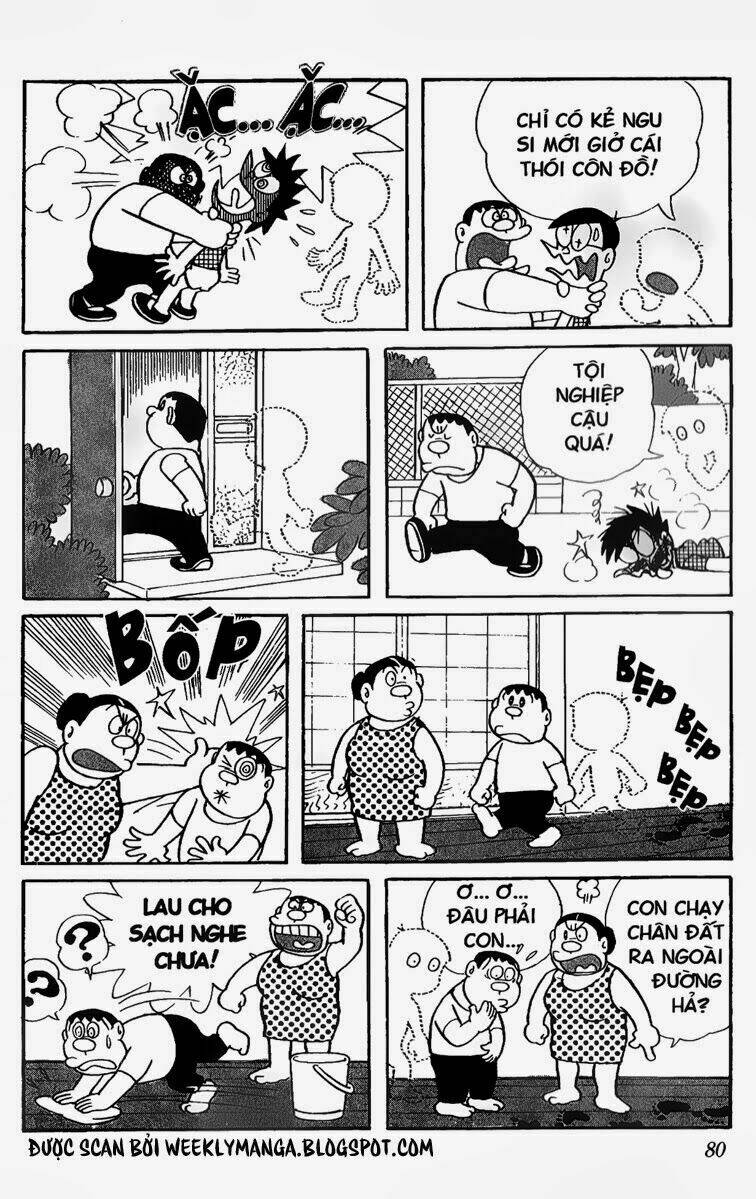 CHỈ CÓ KẺ NGU
SI MỚI GIỞ CÁI
THÓI CÔN ĐỒ!
ẶC... ẶC...
TỘI
NGHIỆP
CẬU
QUÁ!
BẸP
BẸP
BẸP
BỐP
CON CHẠY
CHÂN ĐẤT
RA NGOÀI
ĐƯỜNG
HẢ?
Ơ... Ơ...
ĐÂU PHẢI
CON...
LAU CHO
SẠCH NGHE
CHƯA!
?
?
ĐƯỢC SCAN BỞI WEEKLYMANGA.BLOGSPOT.COM
80